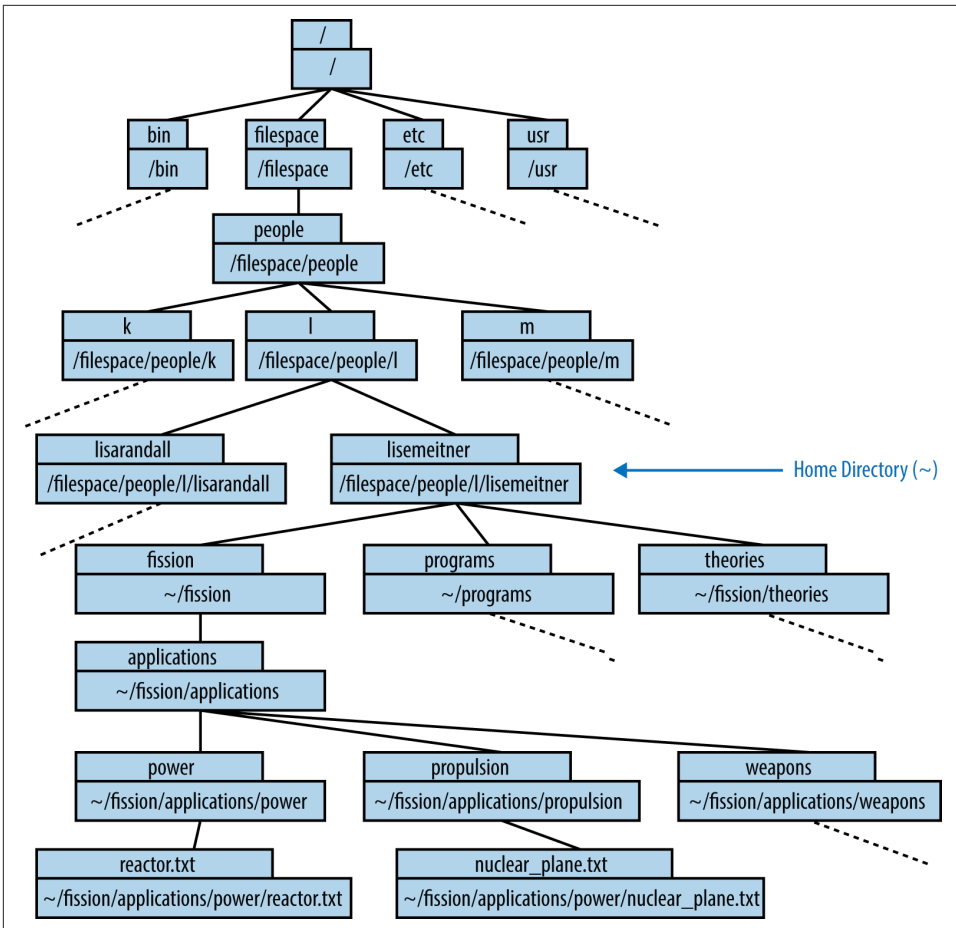 /
/
bin
filespace
etc
usr
/bin
/filespace
/etc
/usr
people
/filespace/people
k
l
m
/filespace/people/k
/filespace/people/l
/filespace/people/m
lisarandall
lisemeitner
/filespace/people/l/lisarandall
/filespace/people/l/lisemeitner
Home Directory (~)
fission
programs
theories
~/fission
~/programs
~/fission/theories
applications
~/fission/applications
power
propulsion
weapons
~/fission/applications/power
~/fission/applications/propulsion
~/fission/applications/weapons
reactor.txt
nuclear_plane.txt
~/fission/applications/power/reactor.txt
~/fission/applications/power/nuclear_plane.txt